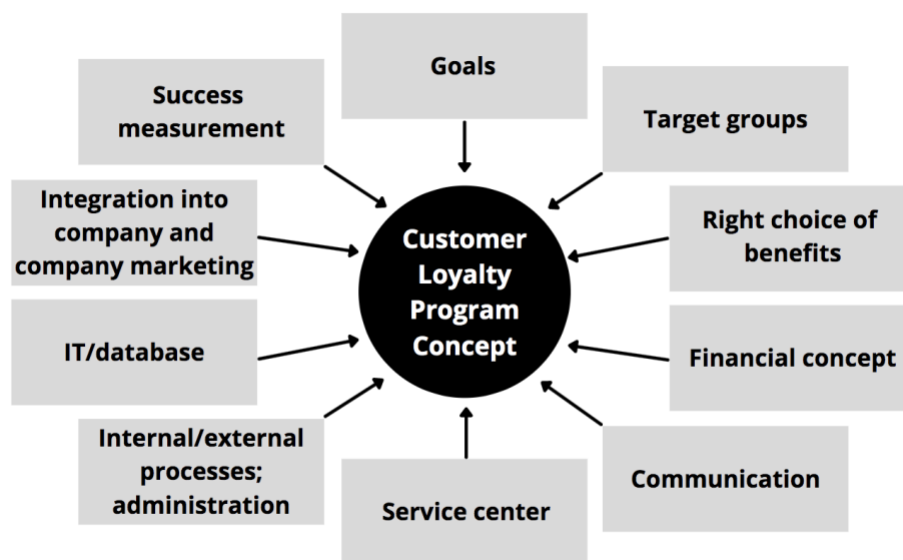 Goals
Target groups
Right choice of
benefits
Financial concept
Communication
Service center
Internal/external
processes;
administration
IT/database
Integration into
company and
company marketing
Success
measurement
Customer
Loyalty
Program
Concept